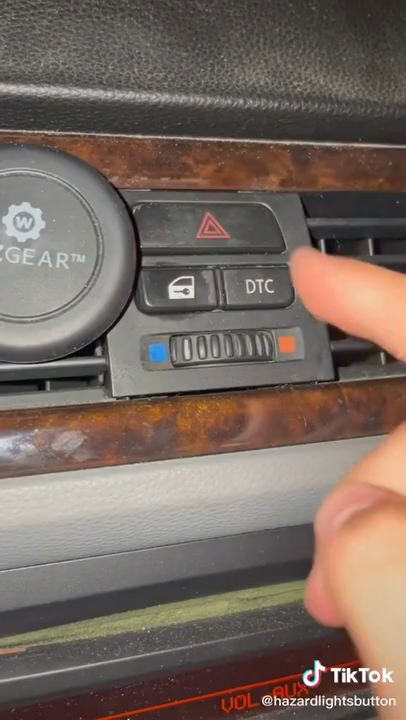 W
ZGEAR™
DTC
VOL AUX
TikTok
@hazardlightsbutton